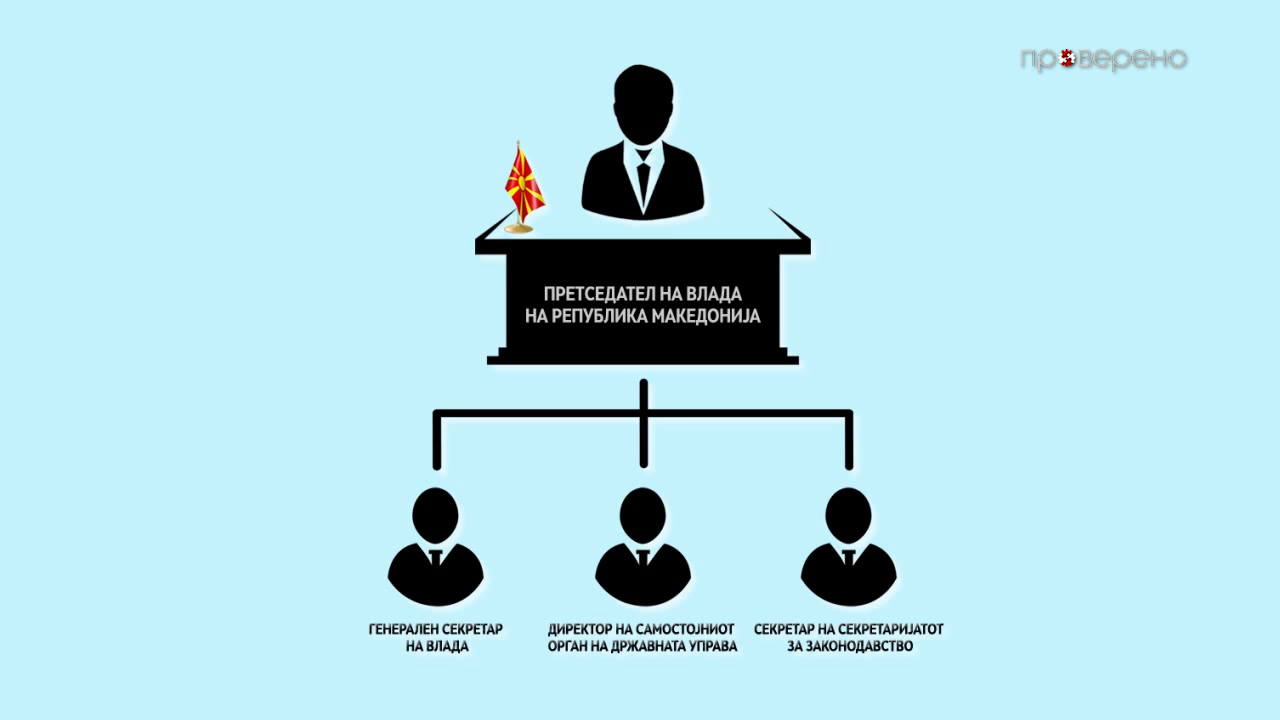 проверено
ПРЕТСЕДАТЕЛ НА ВЛАДА
НА РЕПУБЛИКА МАКЕДОНИЈА
ГЕНЕРАЛЕН СЕКРЕТАР
НА ВЛАДА
ДИРЕКТОР НА САМОСТОЈНИОТ
ОРГАН НА ДРЖАВНАТА УПРАВА
СЕКРЕТАР НА СЕКРЕТАРИЈАТОТ
ЗА ЗАКОНОДАВСТВО